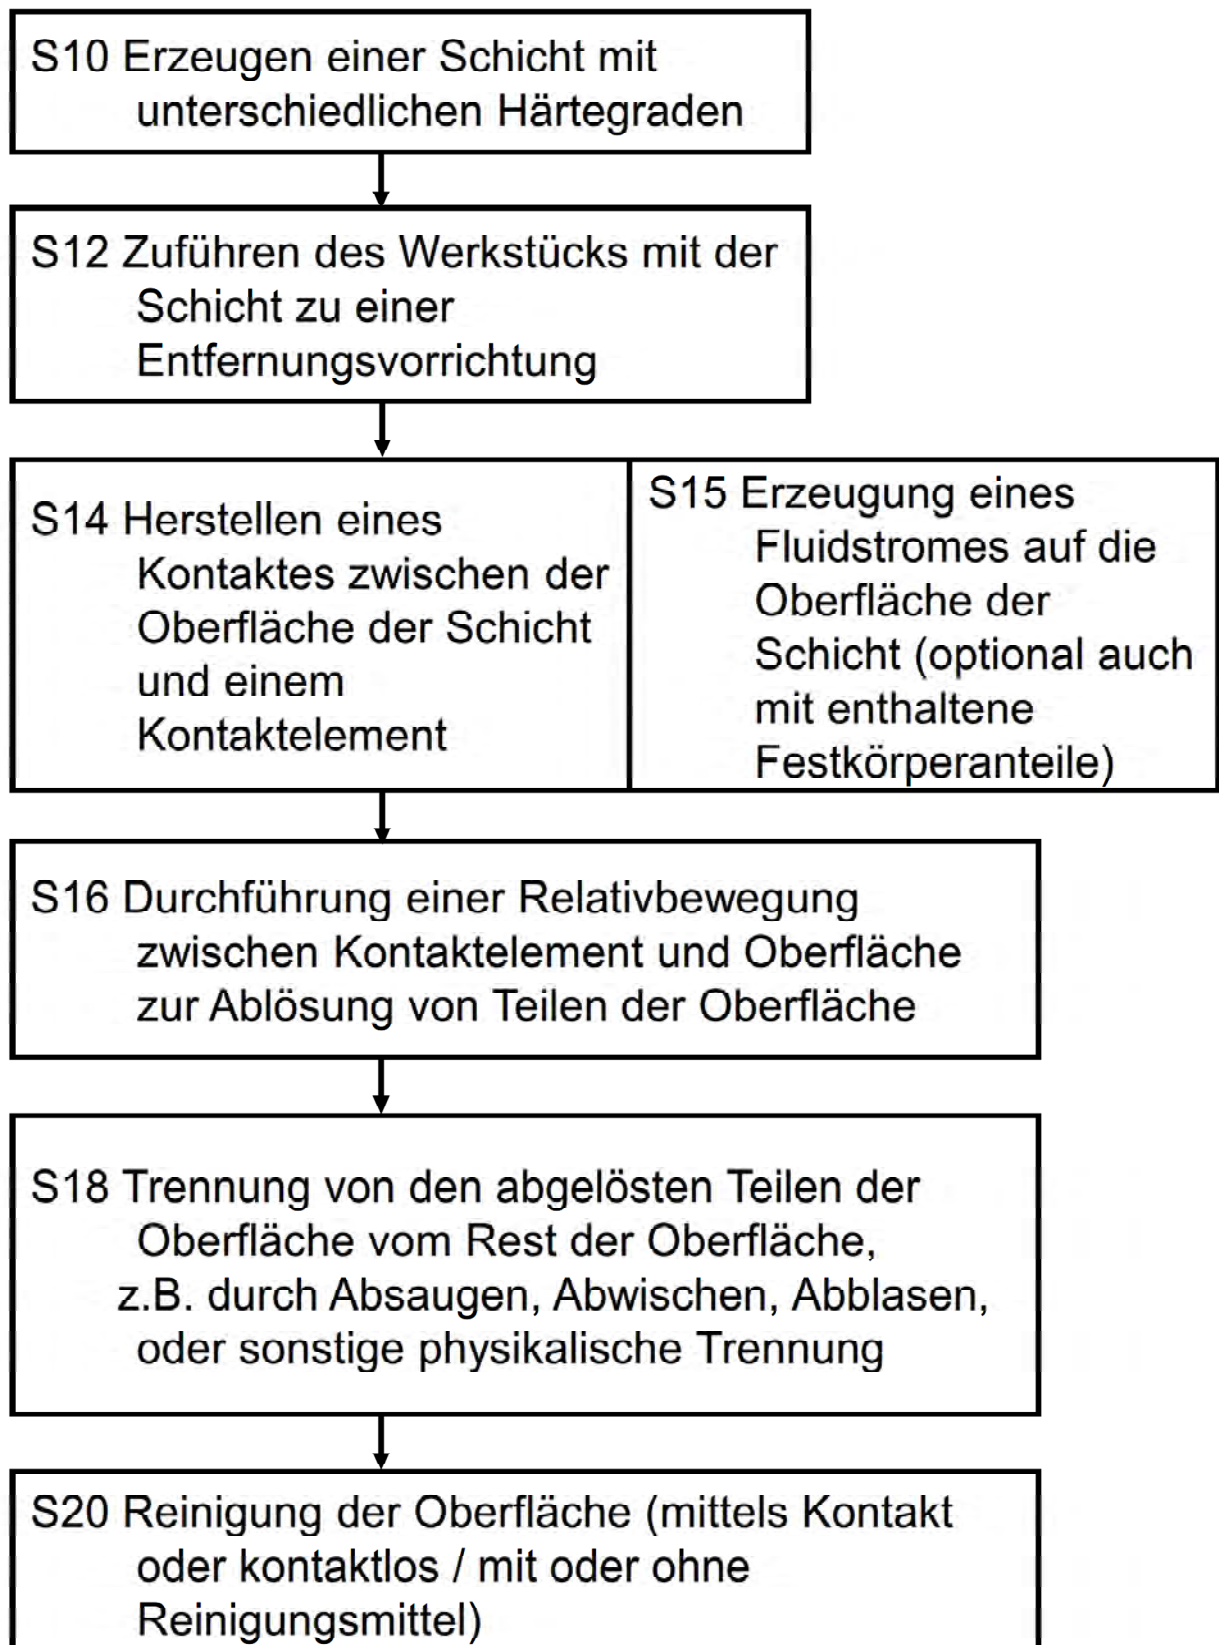 S10 Erzeugen einer Schicht mit
unterschiedlichen Härtegraden
S12 Zuführen des Werkstücks mit der
Schicht zu einer
Entfernungsvorrichtung
S14 Herstellen eines
Kontaktes zwischen der
Oberfläche der Schicht
und einem
Kontaktelement
S15 Erzeugung eines
Fluidstromes auf die
Oberfläche der
Schicht (optional auch
mit enthaltene
Festkörperanteile)
S16 Durchführung einer Relativbewegung
zwischen Kontaktelement und Oberfläche
zur Ablösung von Teilen der Oberfläche
S18 Trennung von den abgelösten Teilen der
Oberfläche vom Rest der Oberfläche,
z.B. durch Absaugen, Abwischen, Abblasen,
oder sonstige physikalische Trennung
S20 Reinigung der Oberfläche (mittels Kontakt
oder kontaktlos / mit oder ohne
Reinigungsmittel)